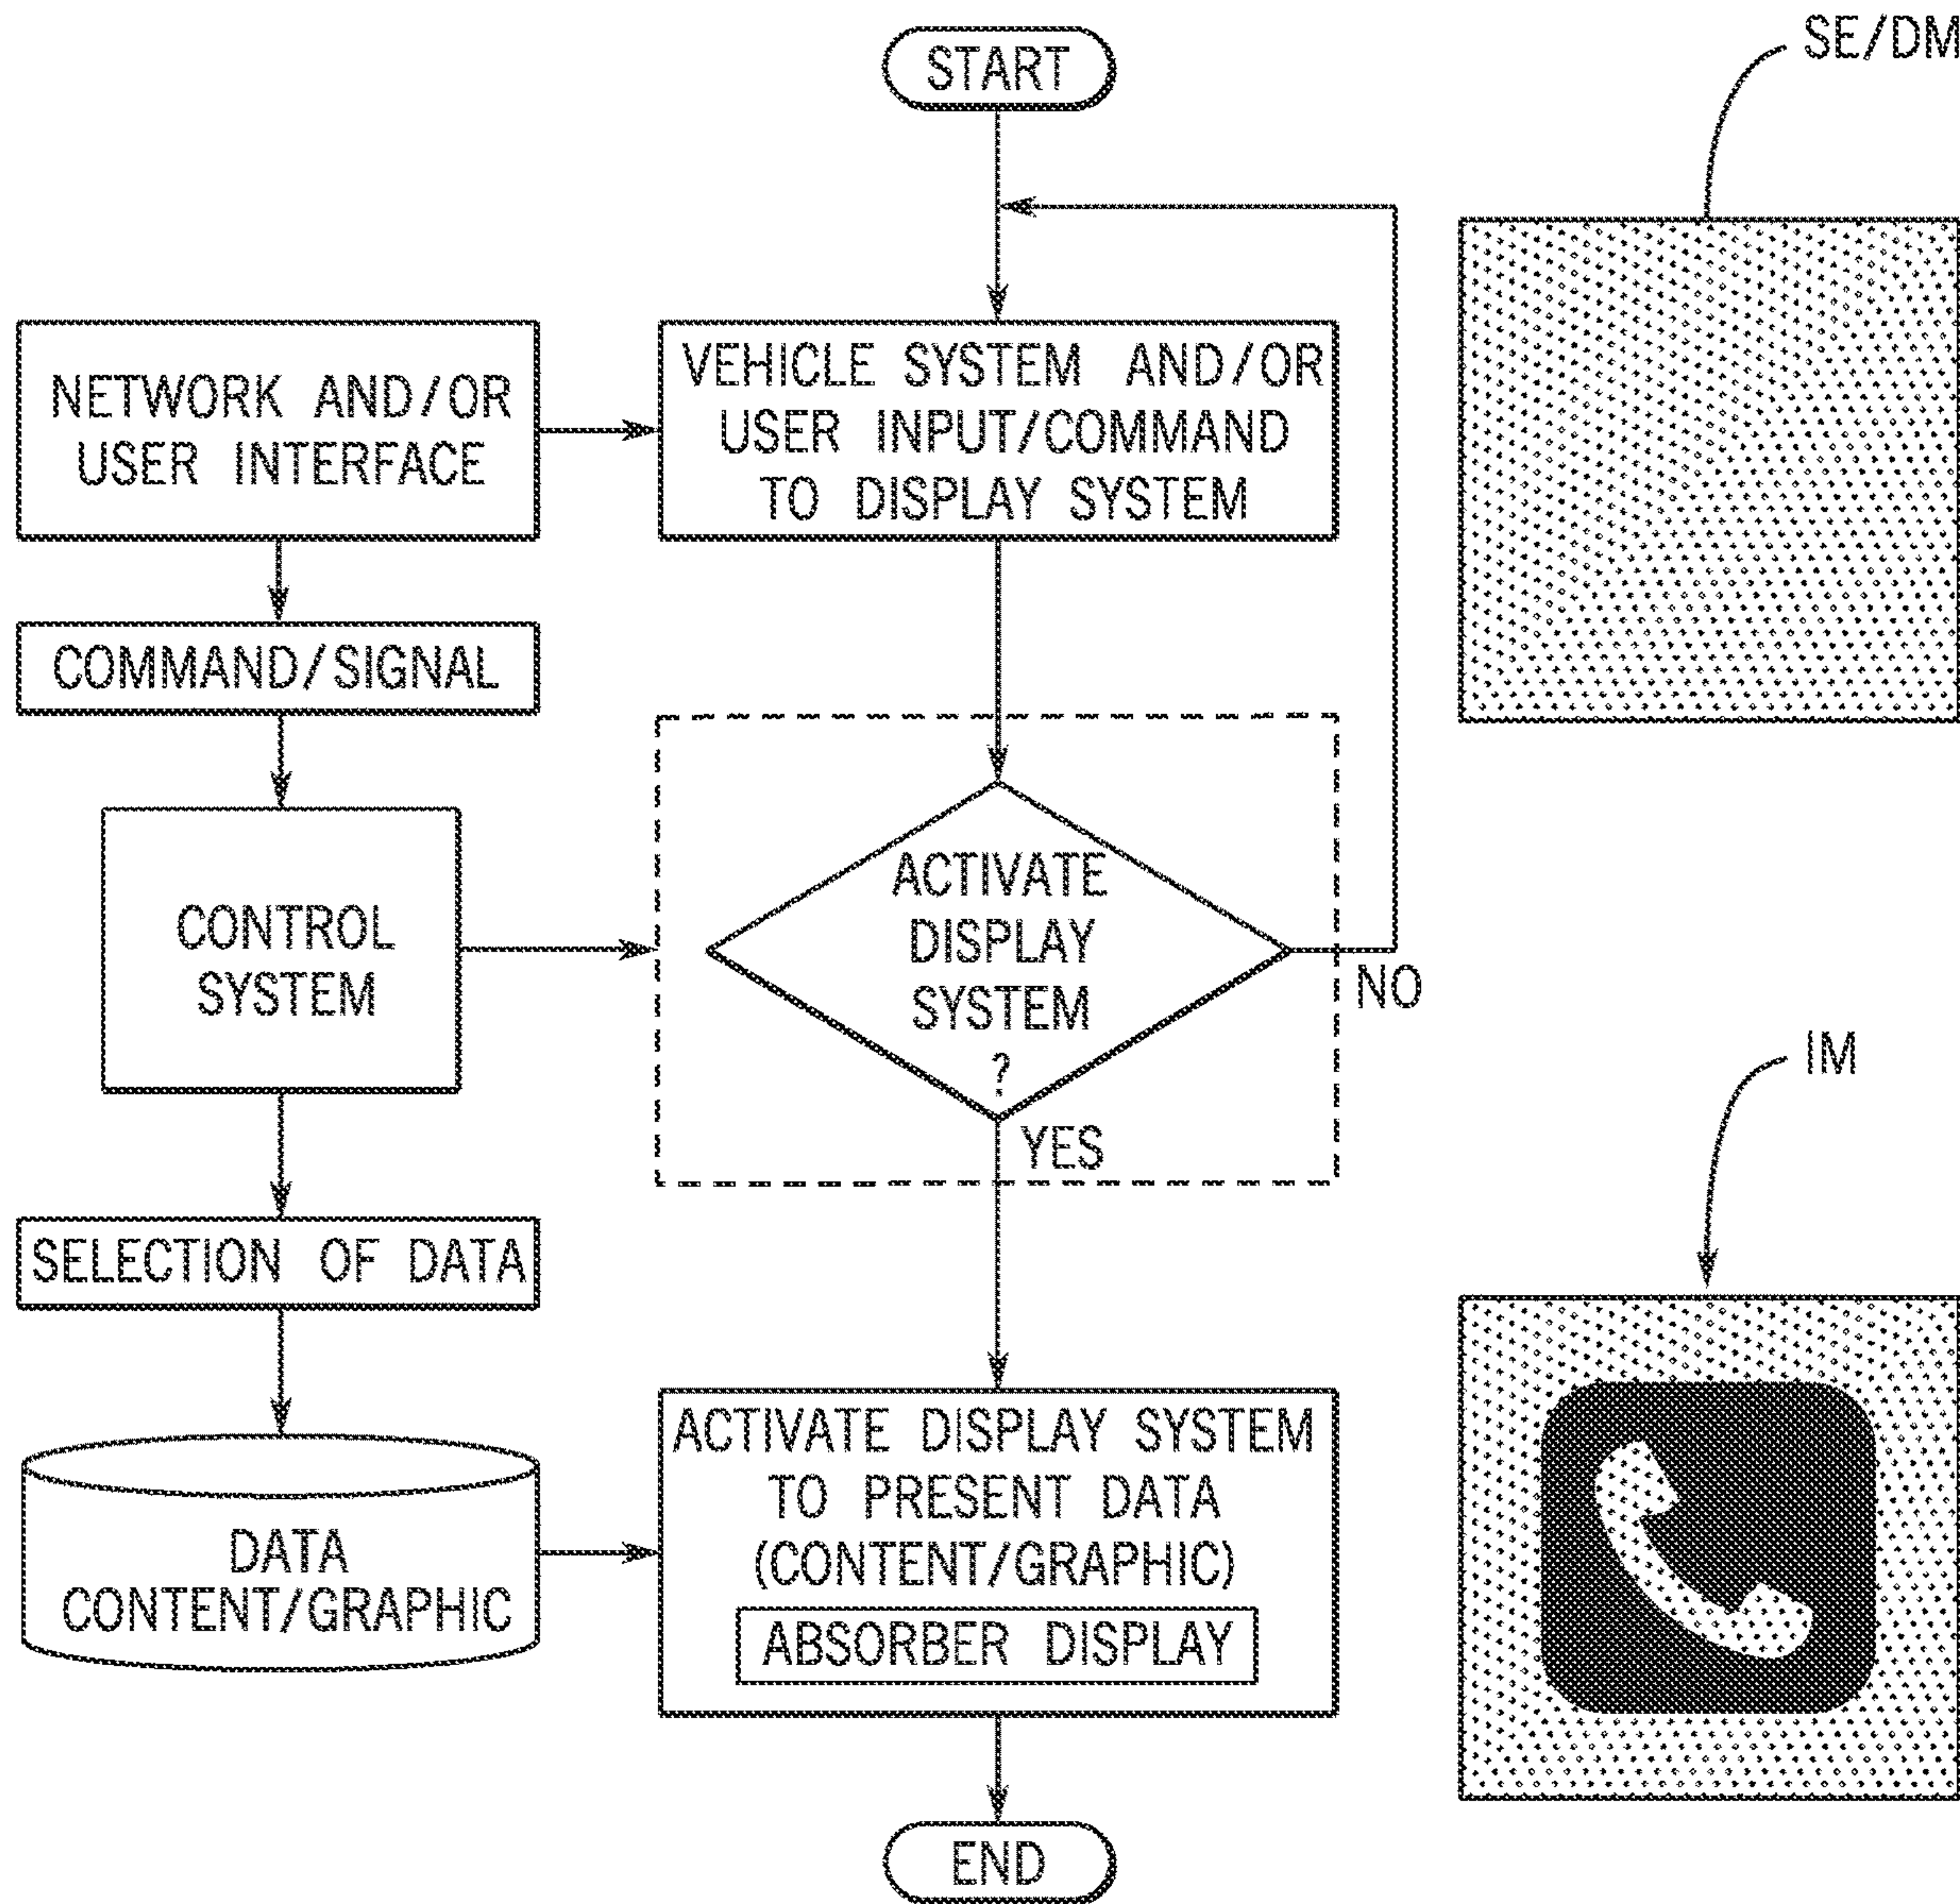 START
SE/DM
NETWORK AND/OR
USER INTERFACE
VEHICLE SYSTEM AND/OR
USER INPUT/COMMAND
TO DISPLAY SYSTEM
COMMAND/SIGNAL
CONTROL
SYSTEM
ACTIVATE
DISPLAY
SYSTEM
?
NO
YES
IM
SELECTION OF DATA
DATA
CONTENT/GRAPHIC
ACTIVATE DISPLAY SYSTEM
TO PRESENT DATA
(CONTENT/GRAPHIC)
ABSORBER DISPLAY
END